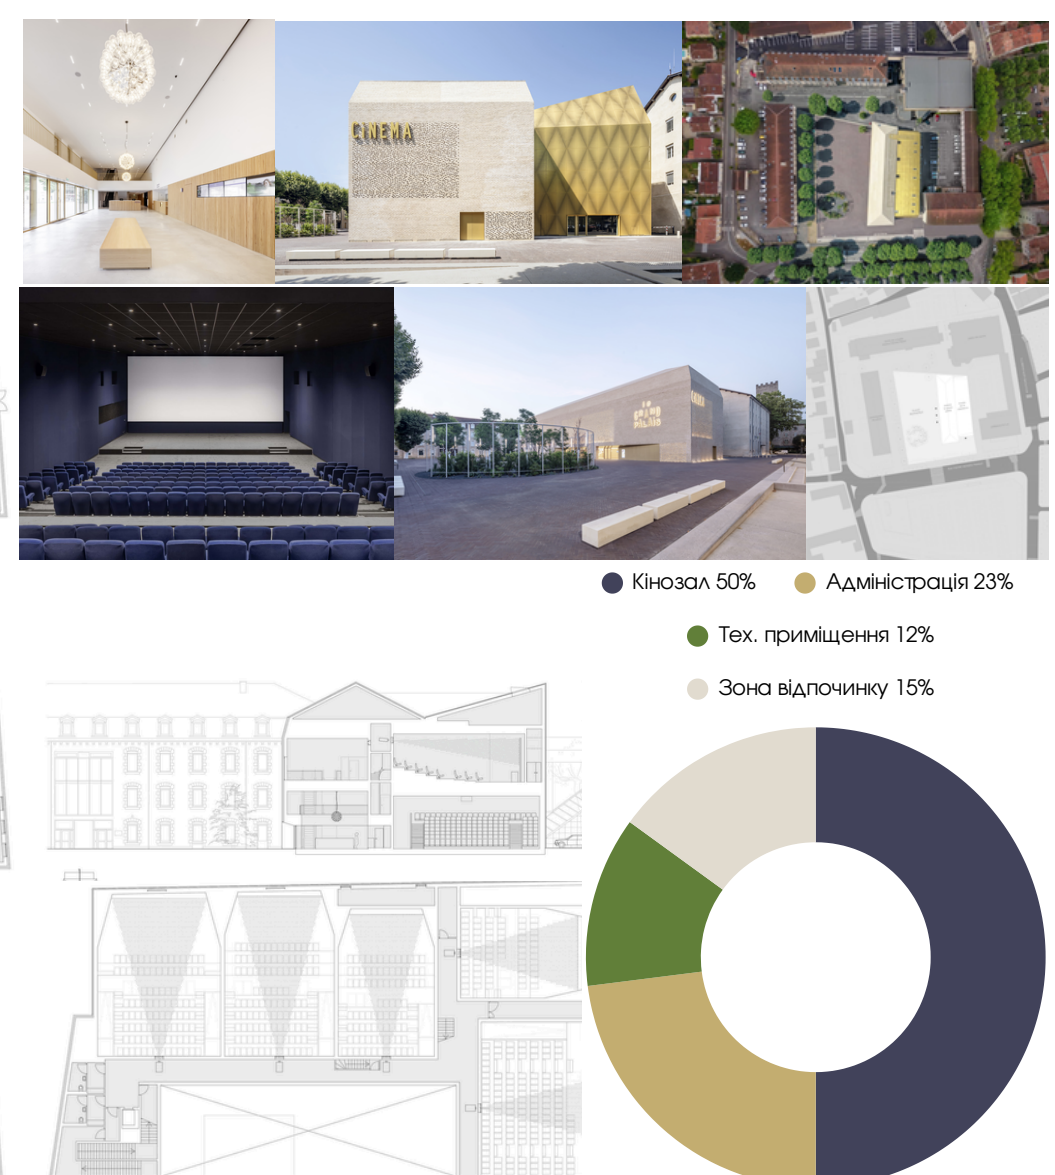 CINEMA
Кінозал 50%
Адміністрація 23%
Тех. приміщення 12%
Зона відпочинку 15%